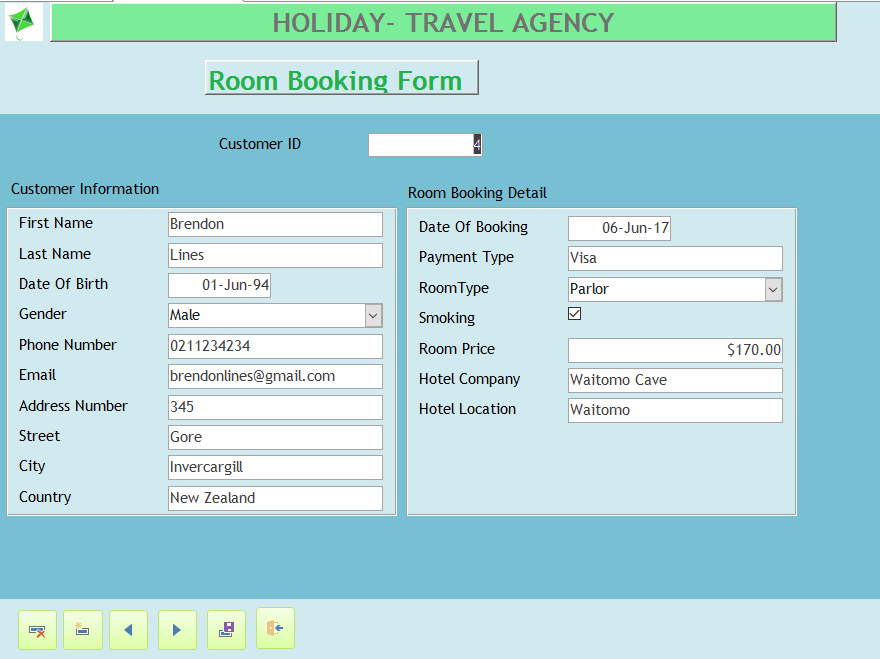 HOLIDAY- TRAVEL AGENCY
Room Booking Form
Customer ID 4
Customer Information
First Name Brendon
Last Name Lines
Date Of Birth 01-Jun-94
Gender Male
Phone Number 0211234234
Email brendonlines@gmail.com
Address Number 345
Street Gore
City Invercargill
Country New Zealand
Room Booking Detail
Date Of Booking 06-Jun-17
Payment Type Visa
RoomType Parlor
Smoking
Room Price $170.00
Hotel Company Waitomo Cave
Hotel Location Waitomo